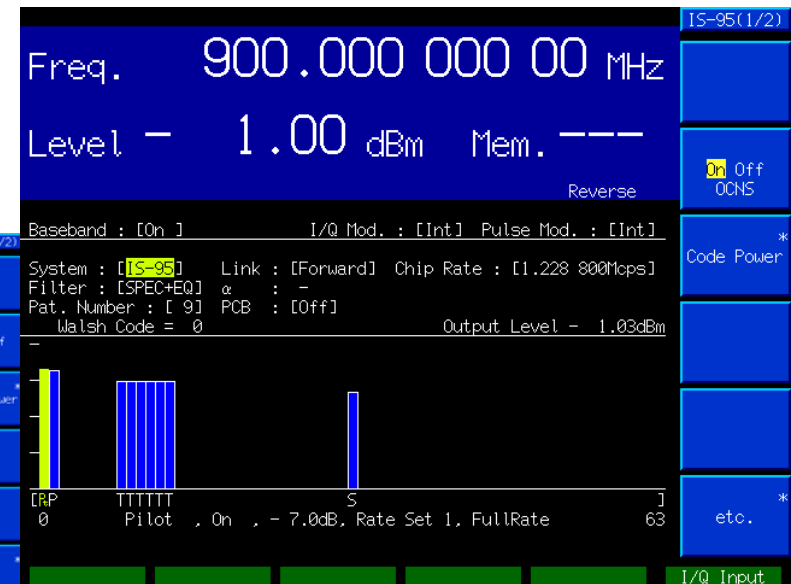 IS-95(1/2)
Freq. 900.000 000 00 MHz
Level - 1.00 dBm Mem.---
Reverse
On Off
OCNS
Baseband : [On ] I/Q Mod. : [Int] Pulse Mod. : [Int]
*
Code Power
System : [IS-95] Link : [Forward] Chip Rate : [1.228 800Mcps]
Filter : [SPEC+EQ] α : -
Pat. Number : [ 9] PCB : [Off]
Walsh Code = 0 Output Level - 1.03dBm
TTTTTT S ]
0 Pilot , On , - 7.0dB, Rate Set 1, FullRate 63
*
etc.
I/Q Input
/2)